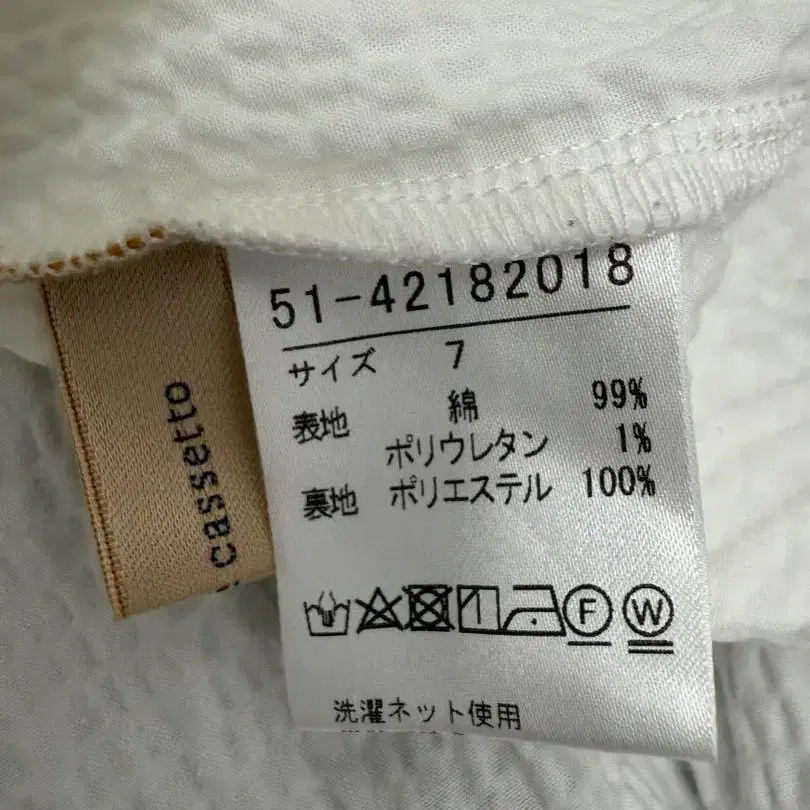 cassetto
51-42182018
サイズ 7
表地 綿 99%
ポリウレタン 1%
裏地 ポリエステル 100%
F W
洗濯ネット使用